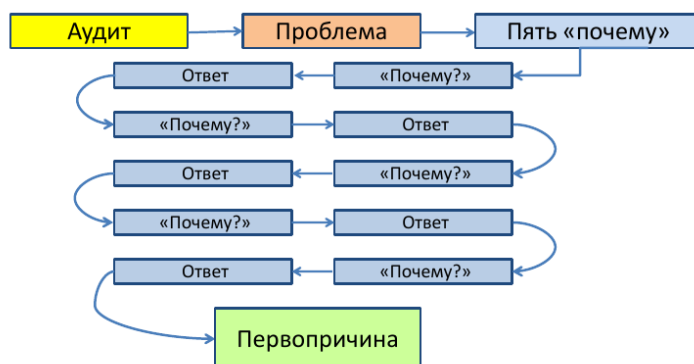 Аудит
Проблема
Пять «почему»
Ответ
«Почему?»
«Почему?»
Ответ
Ответ
«Почему?»
«Почему?»
Ответ
Ответ
«Почему?»
Первопричина